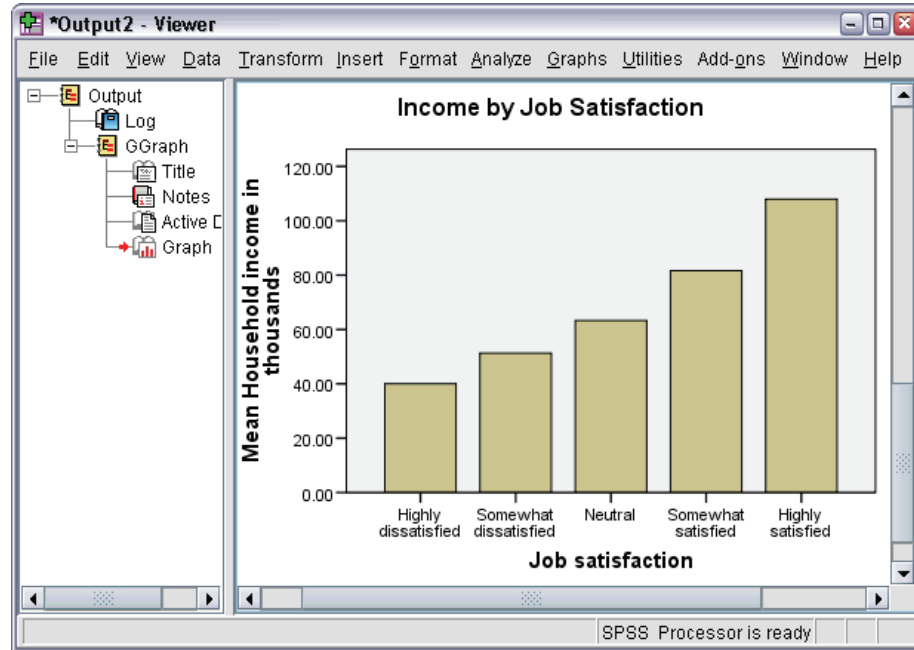 *Output2 - Viewer
File Edit View Data Transform Insert Format Analyze Graphs Utilities Add-ons Window Help
Output
Log
GGraph
Title
Notes
Active D
Graph
Income by Job Satisfaction
Mean Household income in
thousands
120.00
100.00
80.00
60.00
40.00
20.00
0.00
Highly
dissatisfied
Somewhat
dissatisfied
Neutral
Somewhat
satisfied
Highly
satisfied
Job satisfaction
SPSS Processor is ready